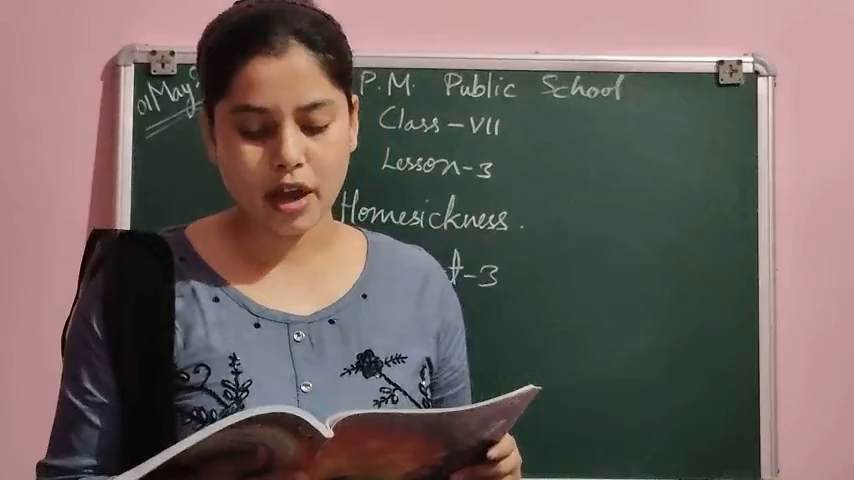 01 May
P.M. Public School
Class-VII
Lesson-3
Homesickness.
-3